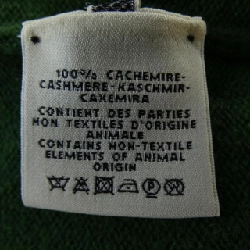 100% CACHEMIRE-
CASHMERE-KASCHMIR-
CAXEMIRA
CONTIENT DES PARTIES
NON TEXTILES D'ORIGINE
ANIMALE
CONTAINS NON-TEXTILE
ELEMENTS OF ANIMAL
ORIGIN